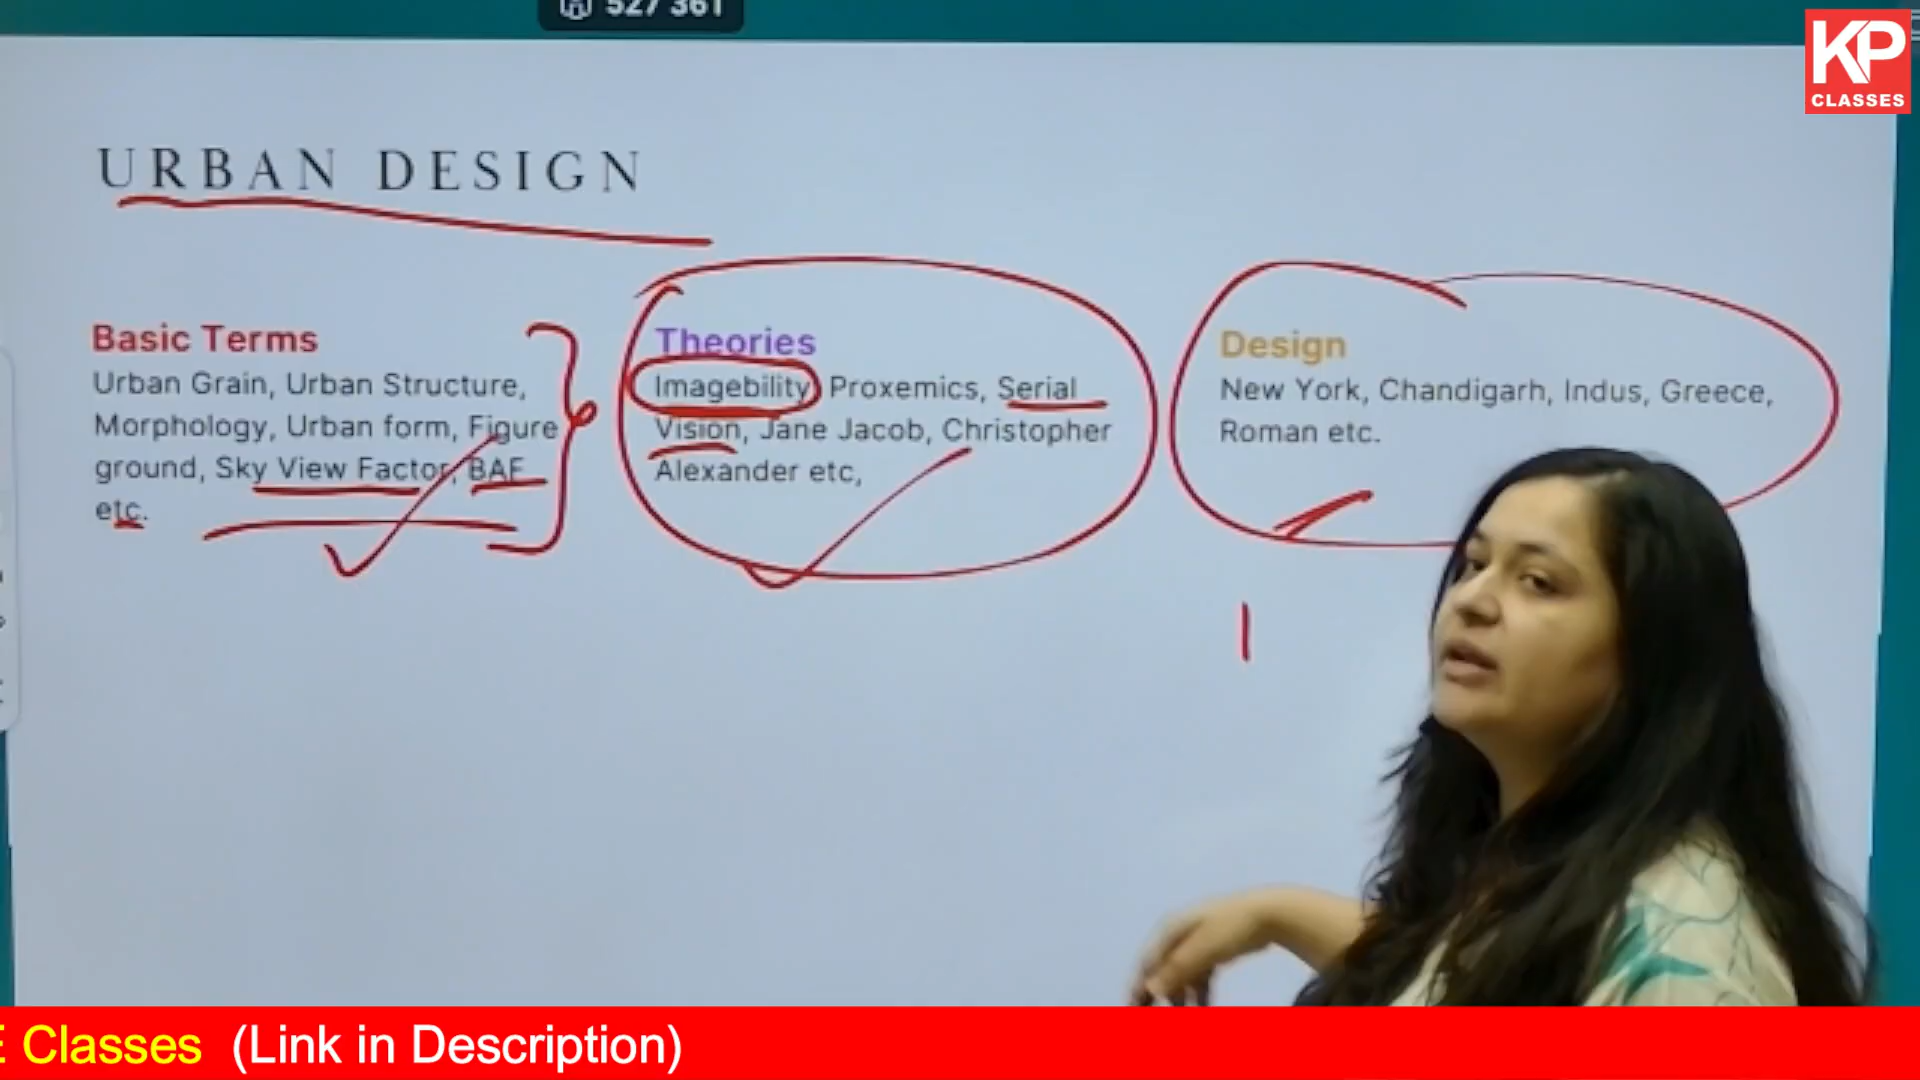 527 361
KP
CLASSES
URBAN DESIGN
Basic Terms
Urban Grain, Urban Structure,
Morphology, Urban form, Figure
ground, Sky View Factor, BAF
etc.
Theories
Imagebility, Proxemics, Serial
Vision, Jane Jacob, Christopher
Alexander etc,
Design
New York, Chandigarh, Indus, Greece,
Roman etc.
Classes (Link in Description)